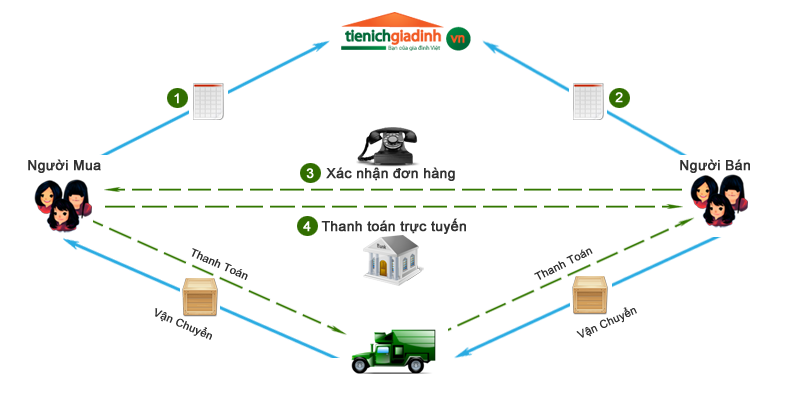 tienichgiadinh vn
Bạn của gia đình Việt
1
2
Người Mua
Người Bán
3 Xác nhận đơn hàng
4 Thanh toán trực tuyến
Bank
Thanh Toán
Thanh Toán
Vận Chuyển
Vận Chuyển